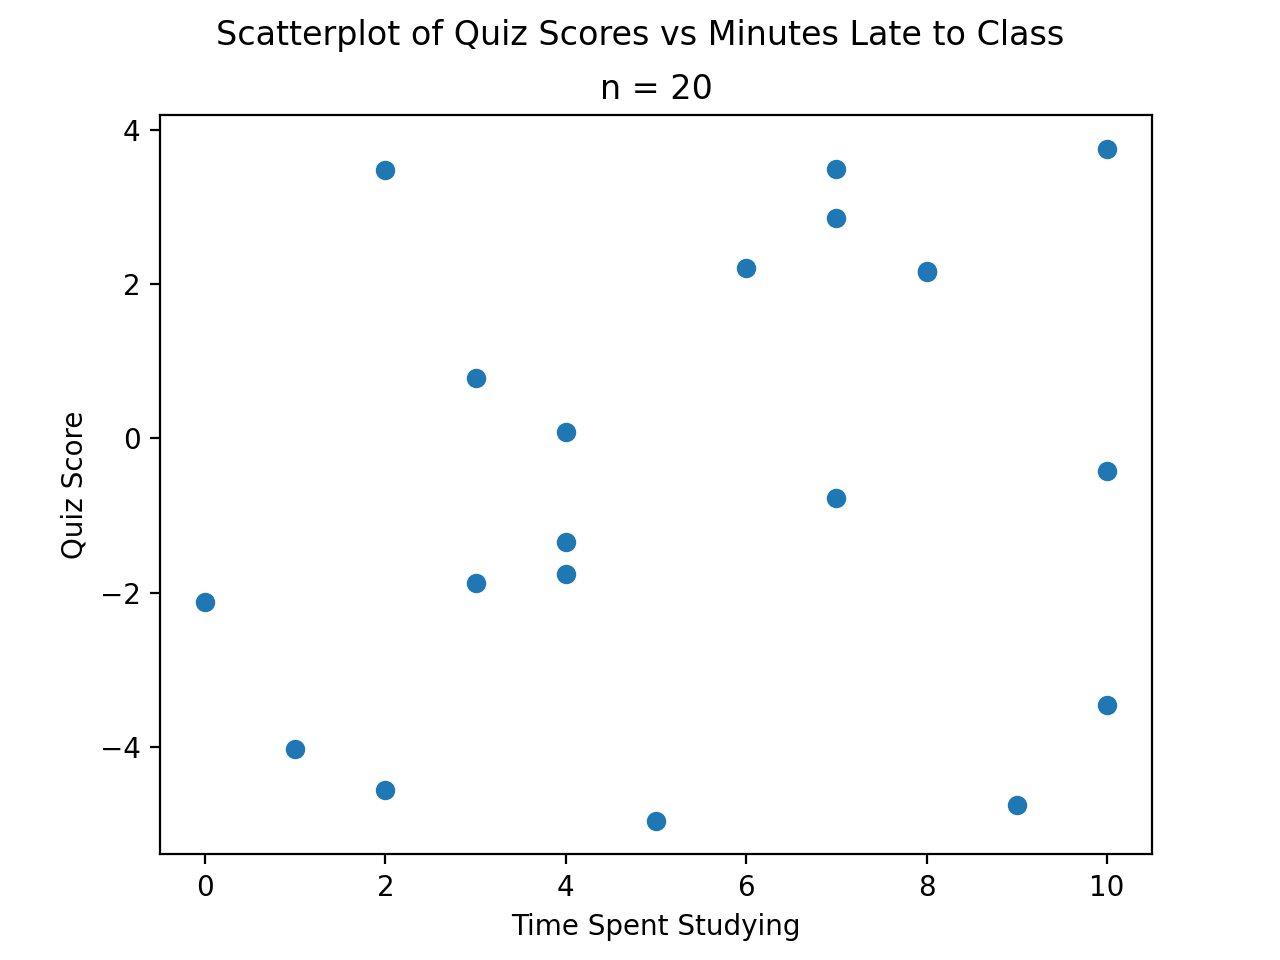 Scatterplot of Quiz Scores vs Minutes Late to Class
n = 20
4
2
0
−2
−4
Quiz Score
0 2 4 6 8 10
Time Spent Studying